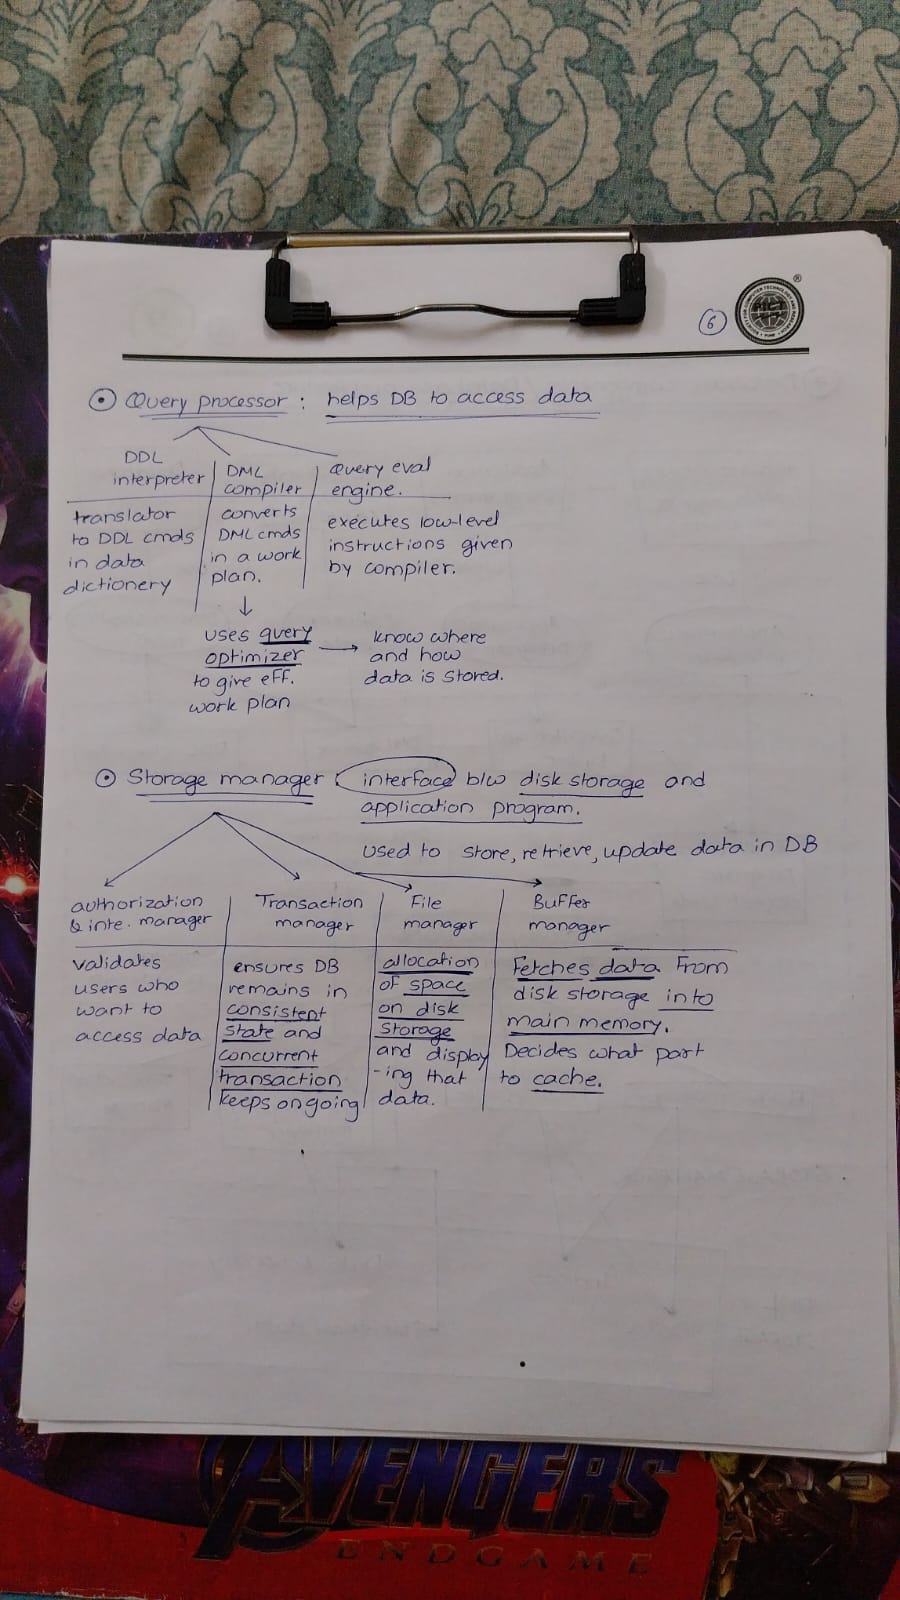 6
Query processor : helps DB to access data
DDL interpreter
translator
to DDL cmds
in data
dictionery
DML
compiler
converts
DML cmds
in a work
plan.
uses query
optimizer
to give eff.
work plan
know where
and how
data is stored.
Query eval
engine.
executes low-level
instructions given
by compiler.
Storage manager : interface b/w disk storage and
application program.
Used to store, retrieve, update data in DB
authorization
& inte. manager
validates
users who
want to
access data
Transaction
manager
ensures DB
remains in
consistent
state and
concurrent
transaction
keeps ongoing
File
manager
allocation
of space
on disk
storage
and display
-ing that
data.
Buffer
manager
Fetches data from
disk storage into
main memory.
Decides what part
to cache.
AVENGERS
ENDGAME